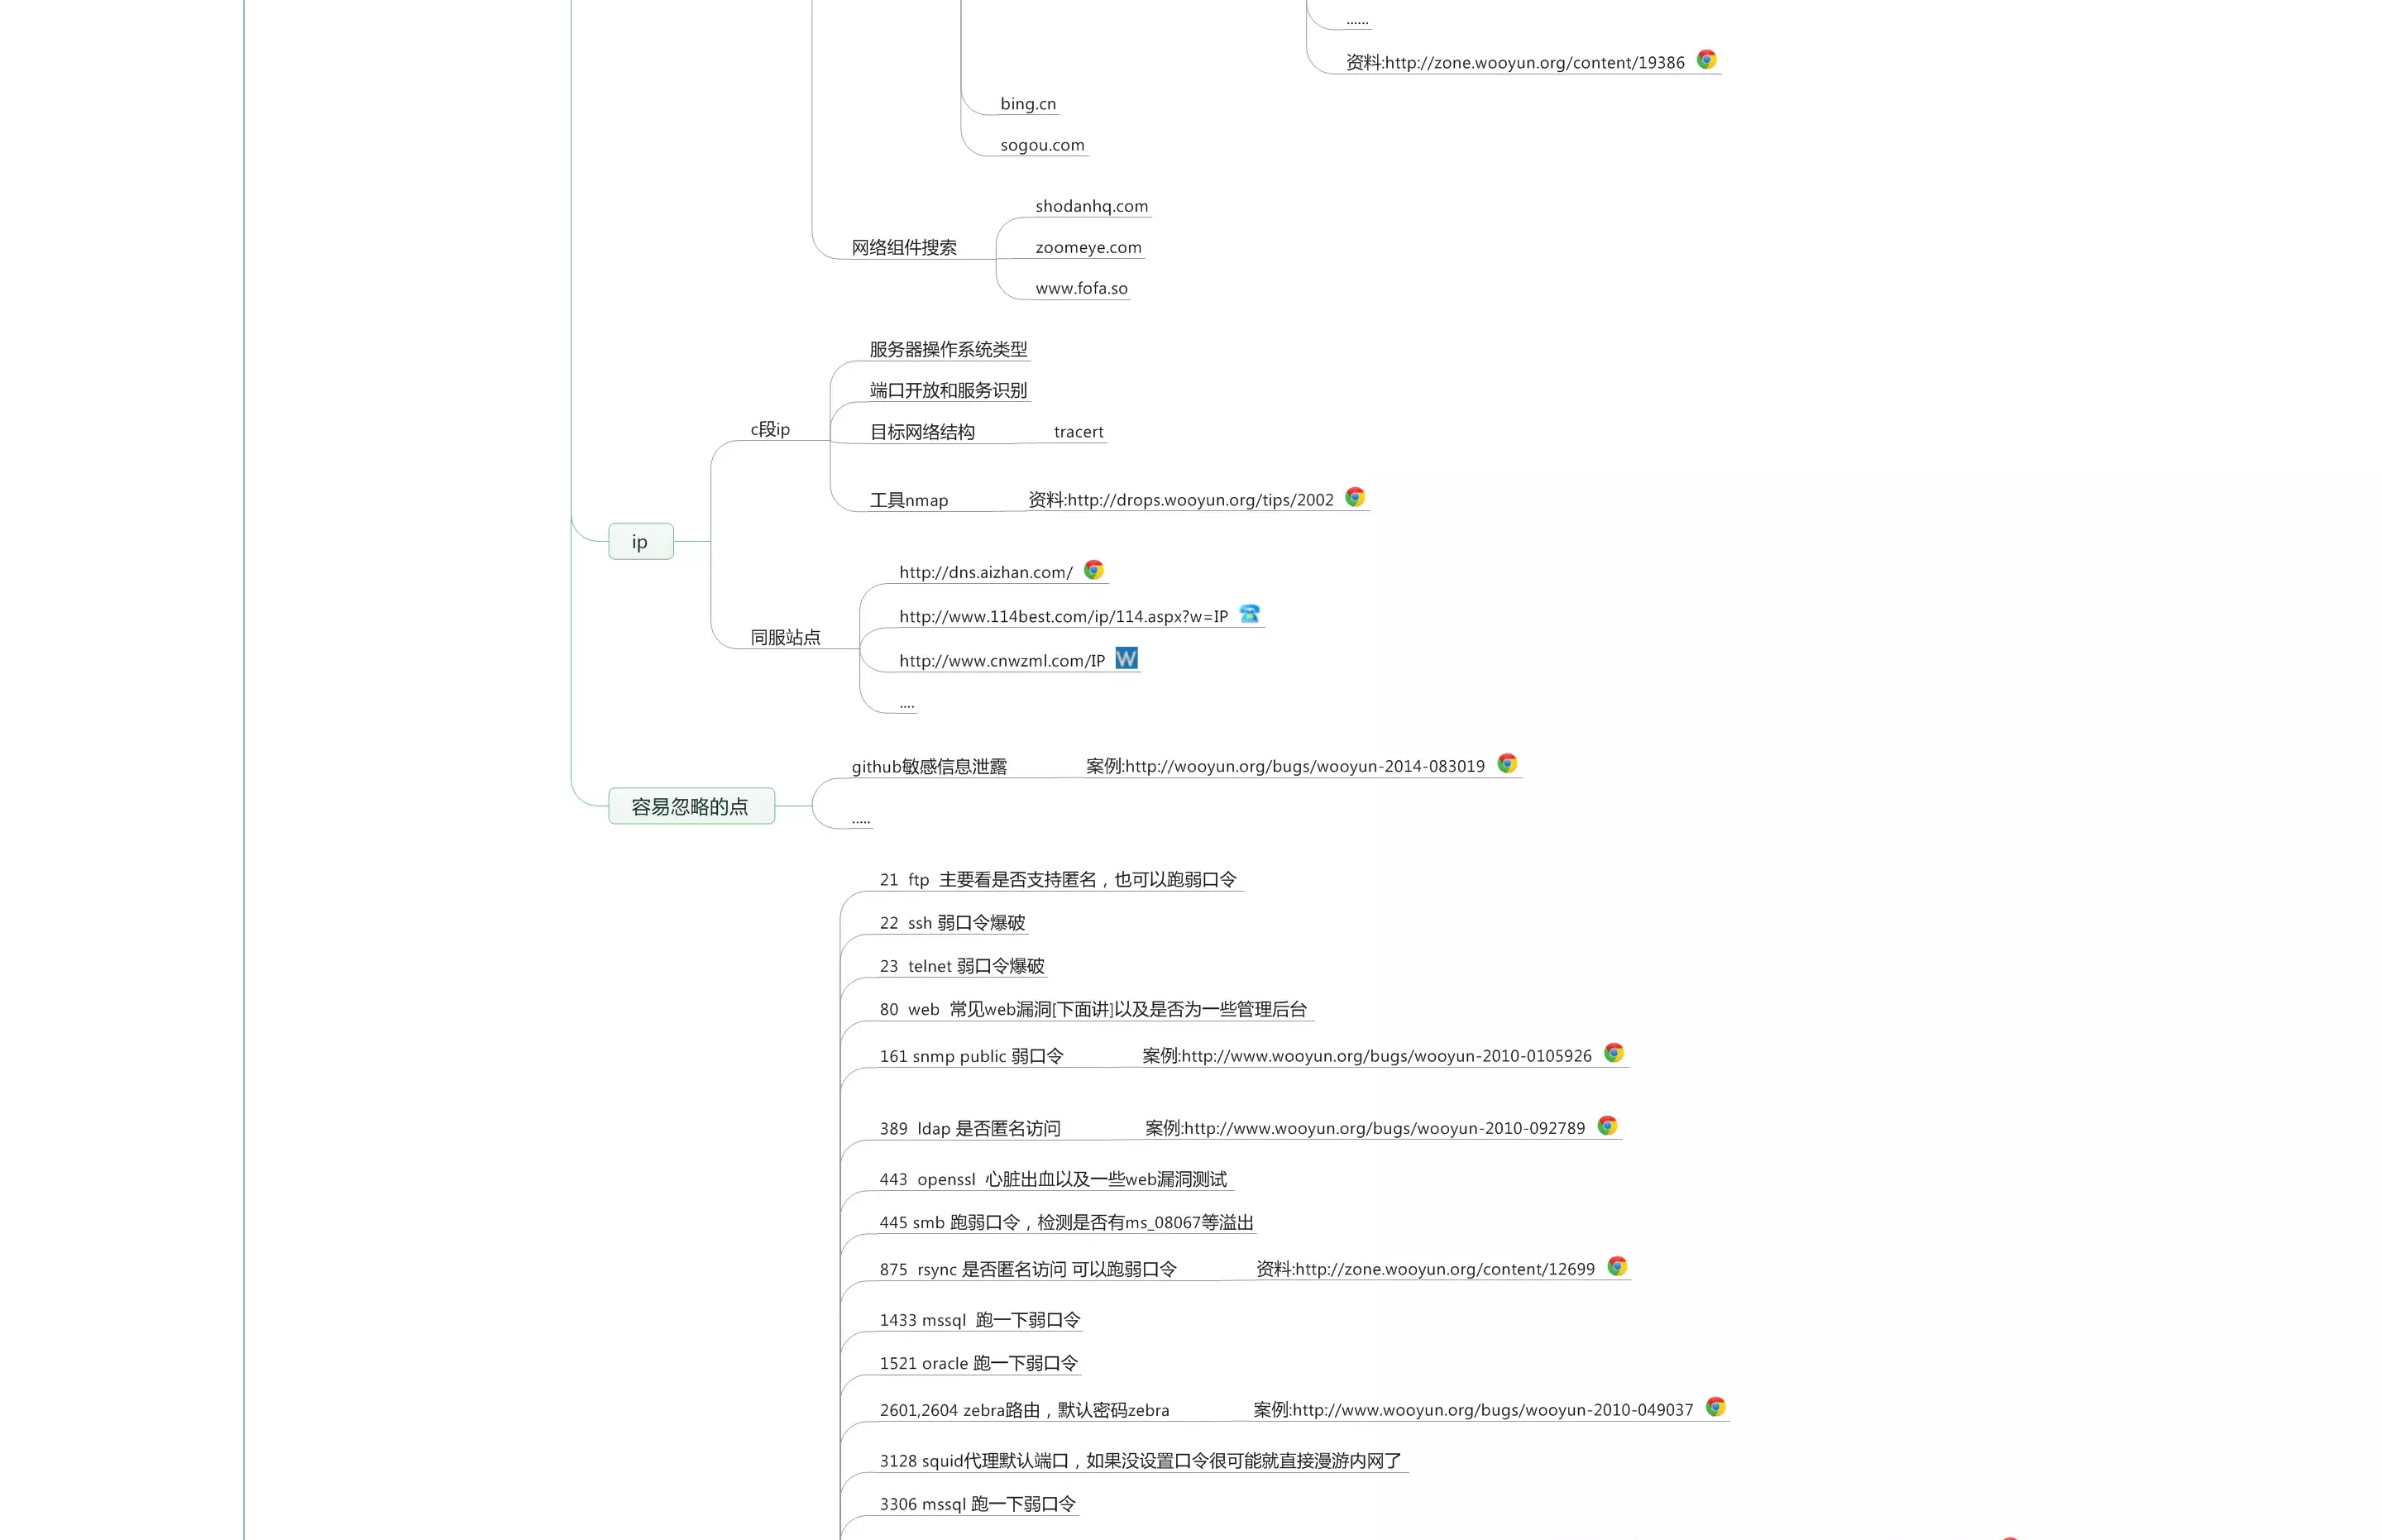 ......
资料:http://zone.wooyun.org/content/19386
bing.cn
sogou.com
网络组件搜索
shodanhq.com
zoomeye.com
www.fofa.so
ip
c段ip
服务器操作系统类型
端口开放和服务识别
目标网络结构 tracert
工具nmap 资料:http://drops.wooyun.org/tips/2002
同服站点
http://dns.aizhan.com/
http://www.114best.com/ip/114.aspx?w=IP
http://www.cnwzml.com/IP
W
....
容易忽略的点
github敏感信息泄露 案例:http://wooyun.org/bugs/wooyun-2014-083019
.....
21 ftp 主要看是否支持匿名，也可以跑弱口令
22 ssh 弱口令爆破
23 telnet 弱口令爆破
80 web 常见web漏洞[下面讲]以及是否为一些管理后台
161 snmp public 弱口令 案例:http://www.wooyun.org/bugs/wooyun-2010-0105926
389 ldap 是否匿名访问 案例:http://www.wooyun.org/bugs/wooyun-2010-092789
443 openssl 心脏出血以及一些web漏洞测试
445 smb 跑弱口令，检测是否有ms_08067等溢出
875 rsync 是否匿名访问 可以跑弱口令 资料:http://zone.wooyun.org/content/12699
1433 mssql 跑一下弱口令
1521 oracle 跑一下弱口令
2601,2604 zebra路由，默认密码zebra 案例:http://www.wooyun.org/bugs/wooyun-2010-049037
3128 squid代理默认端口，如果没设置口令很可能就直接漫游内网了
3306 mssql 跑一下弱口令